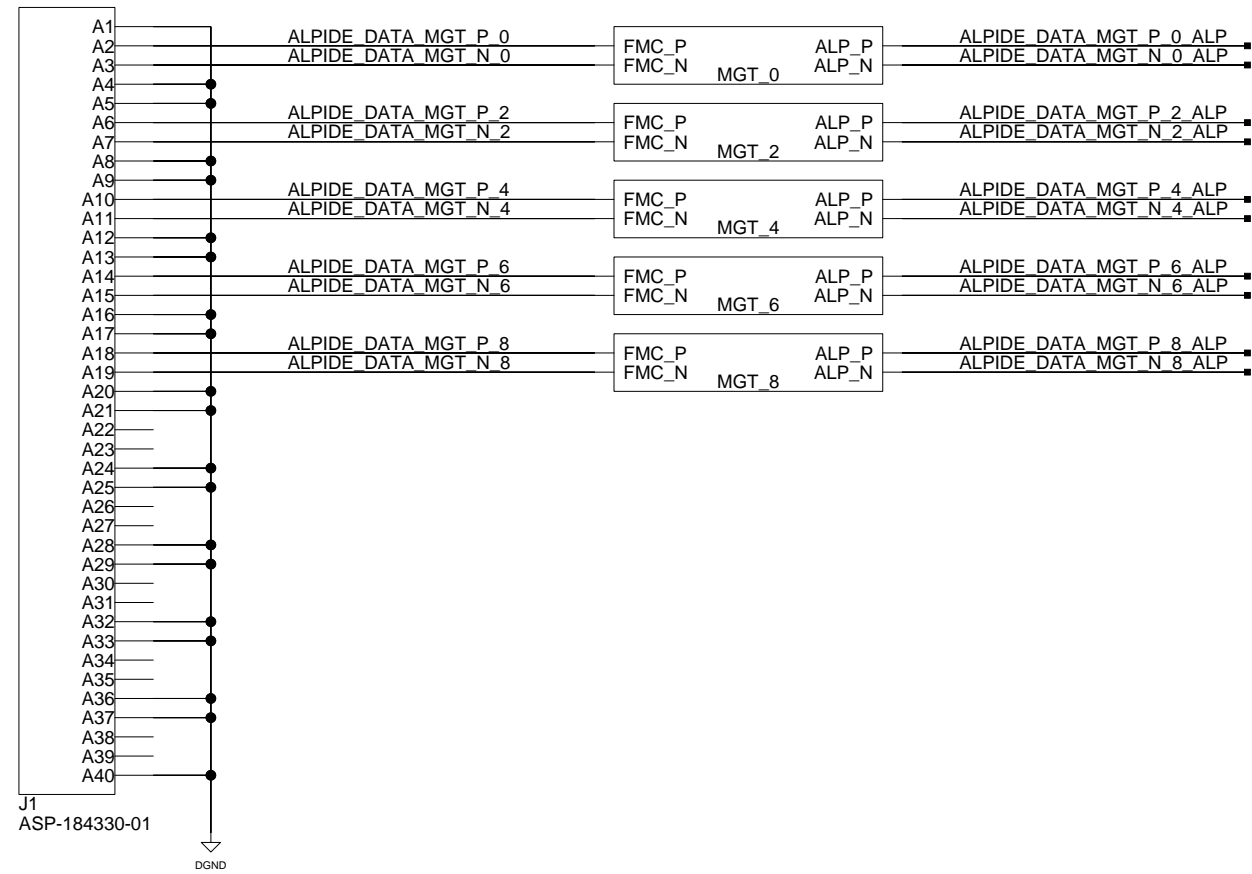 A1
A2 ALPIDE_DATA_MGT_P_0 FMC_P ALP_P ALPIDE_DATA_MGT_P_0_ALP
A3 ALPIDE_DATA_MGT_N_0 FMC_N MGT_0 ALP_N ALPIDE_DATA_MGT_N_0_ALP
A4
A5
A6 ALPIDE_DATA_MGT_P_2 FMC_P ALP_P ALPIDE_DATA_MGT_P_2_ALP
A7 ALPIDE_DATA_MGT_N_2 FMC_N MGT_2 ALP_N ALPIDE_DATA_MGT_N_2_ALP
A8
A9
A10 ALPIDE_DATA_MGT_P_4 FMC_P ALP_P ALPIDE_DATA_MGT_P_4_ALP
A11 ALPIDE_DATA_MGT_N_4 FMC_N MGT_4 ALP_N ALPIDE_DATA_MGT_N_4_ALP
A12
A13
A14 ALPIDE_DATA_MGT_P_6 FMC_P ALP_P ALPIDE_DATA_MGT_P_6_ALP
A15 ALPIDE_DATA_MGT_N_6 FMC_N MGT_6 ALP_N ALPIDE_DATA_MGT_N_6_ALP
A16
A17
A18 ALPIDE_DATA_MGT_P_8 FMC_P ALP_P ALPIDE_DATA_MGT_P_8_ALP
A19 ALPIDE_DATA_MGT_N_8 FMC_N MGT_8 ALP_N ALPIDE_DATA_MGT_N_8_ALP
A20
A21
A22
A23
A24
A25
A26
A27
A28
A29
A30
A31
A32
A33
A34
A35
A36
A37
A38
A39
A40
J1
ASP-184330-01
DGND